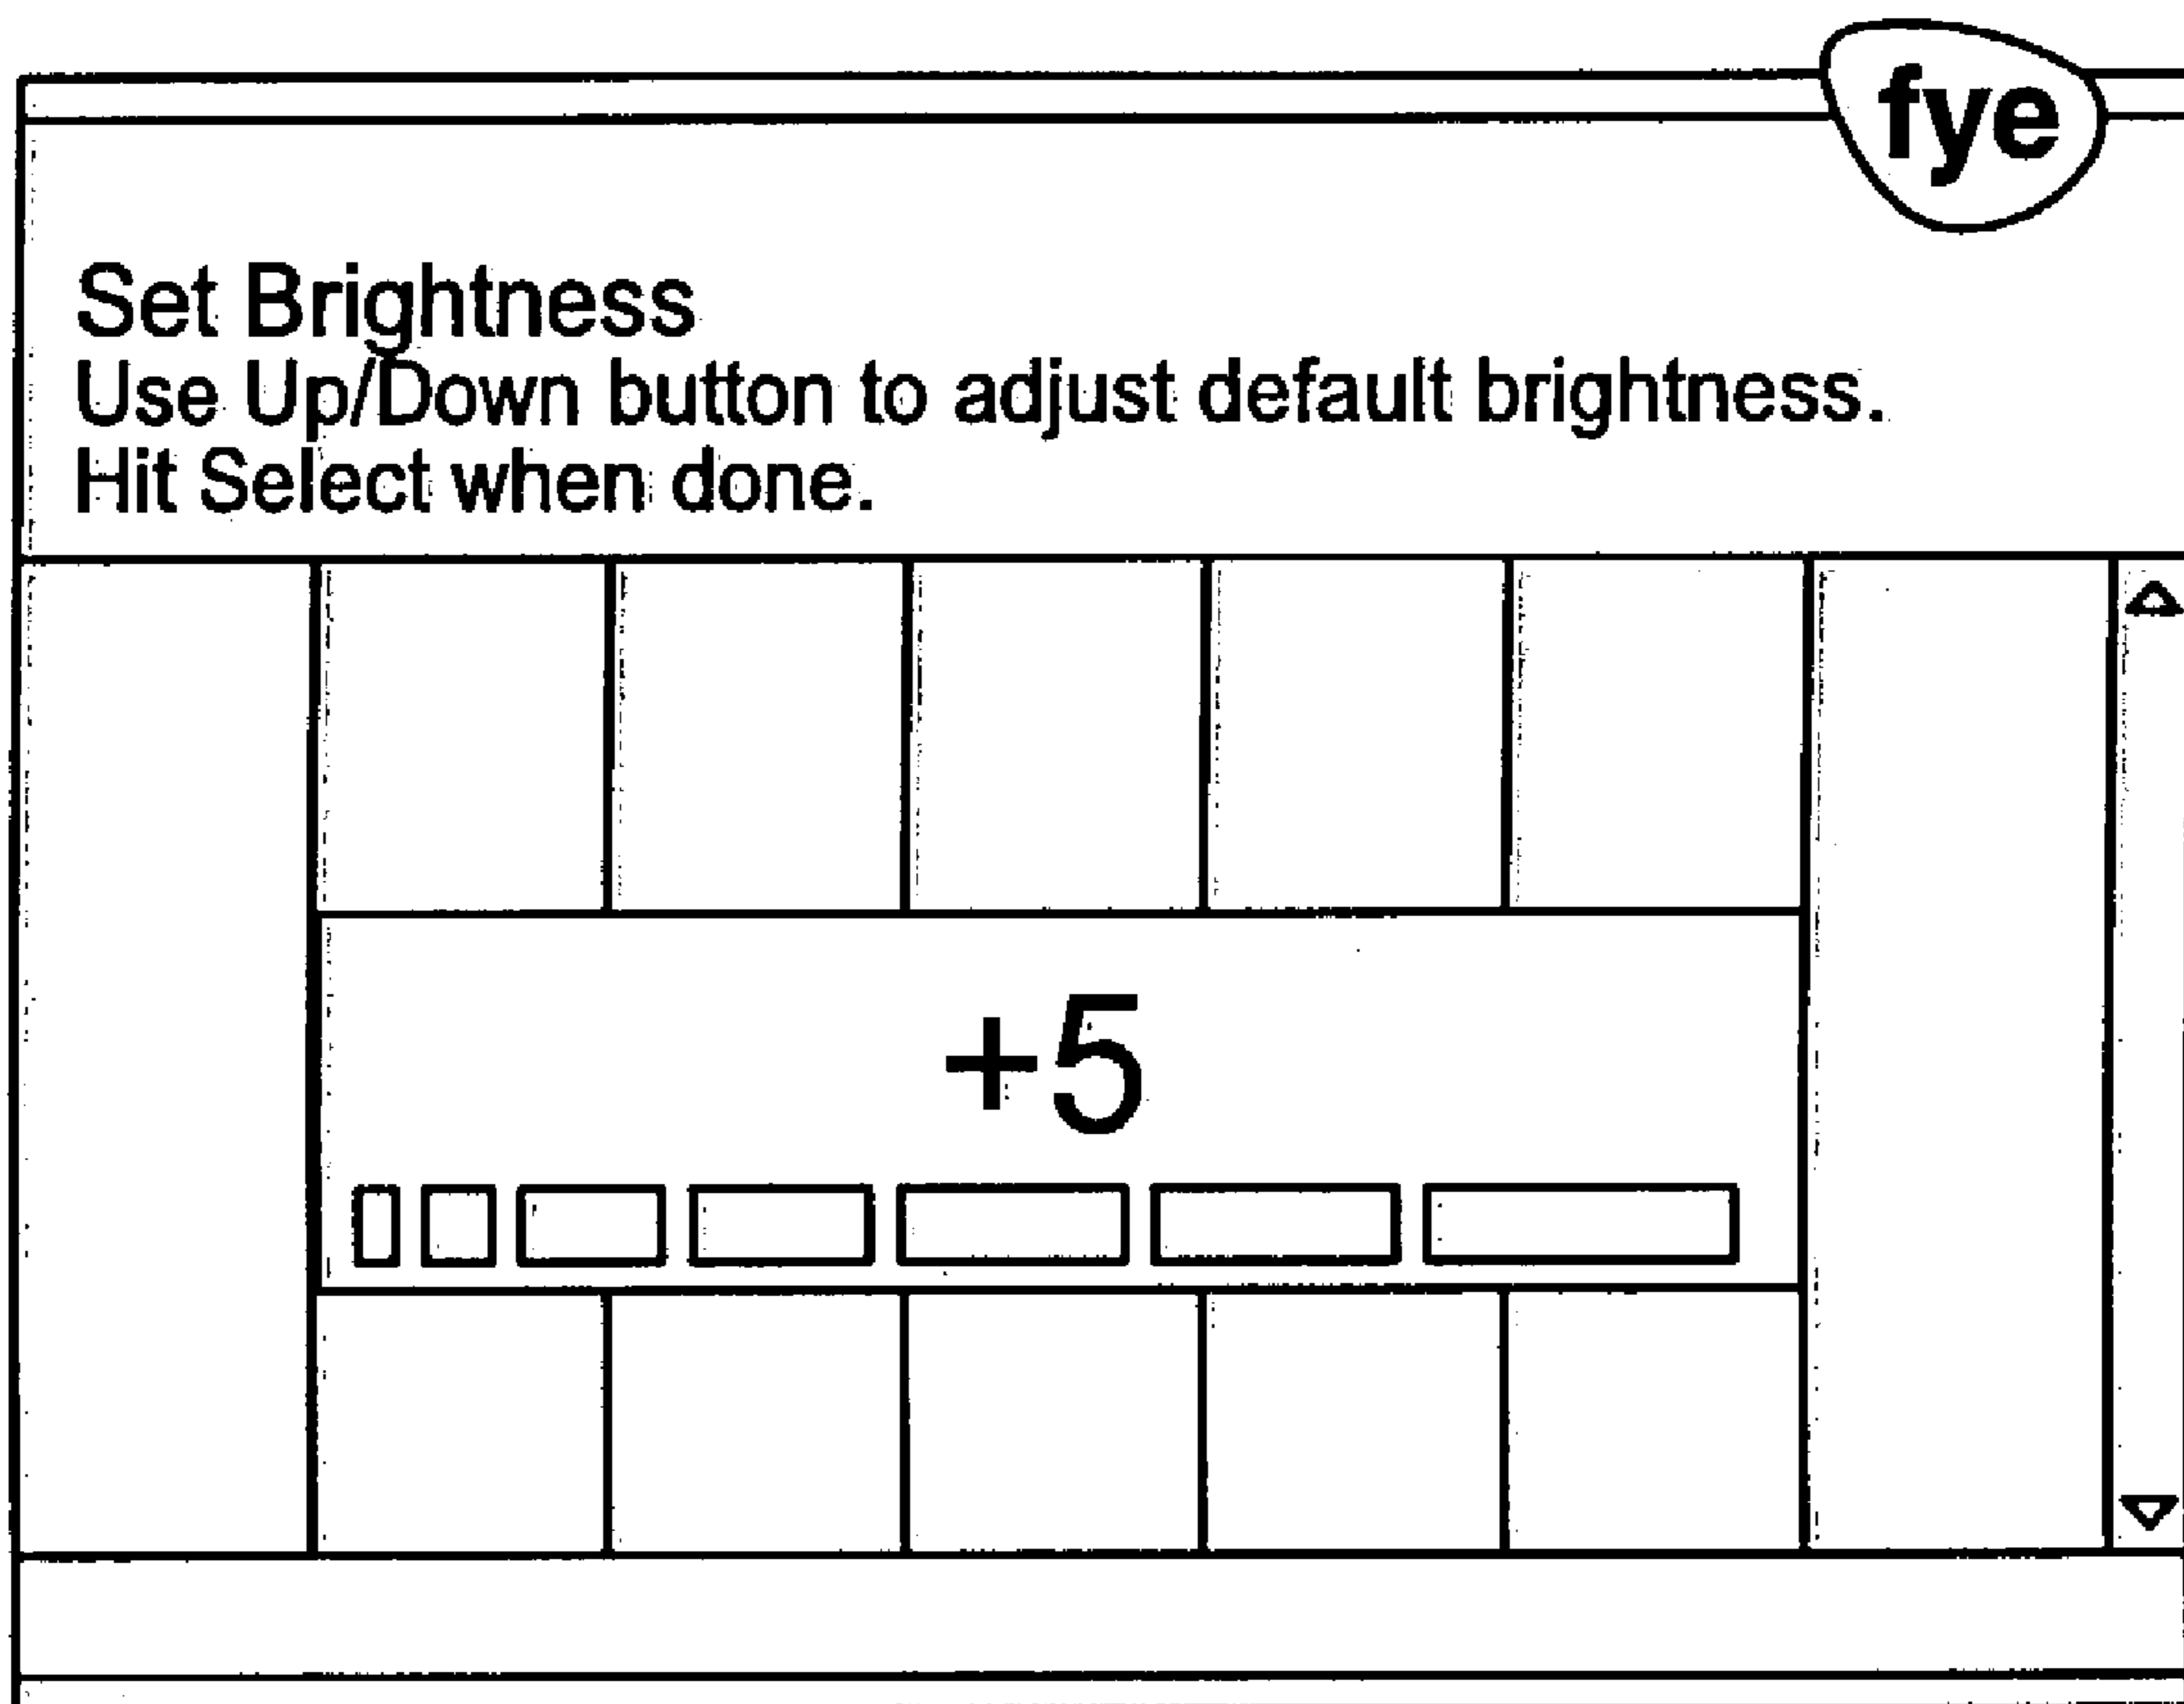 fye
Set Brightness
Use Up/Down button to adjust default brightness.
Hit Select when done.
+5